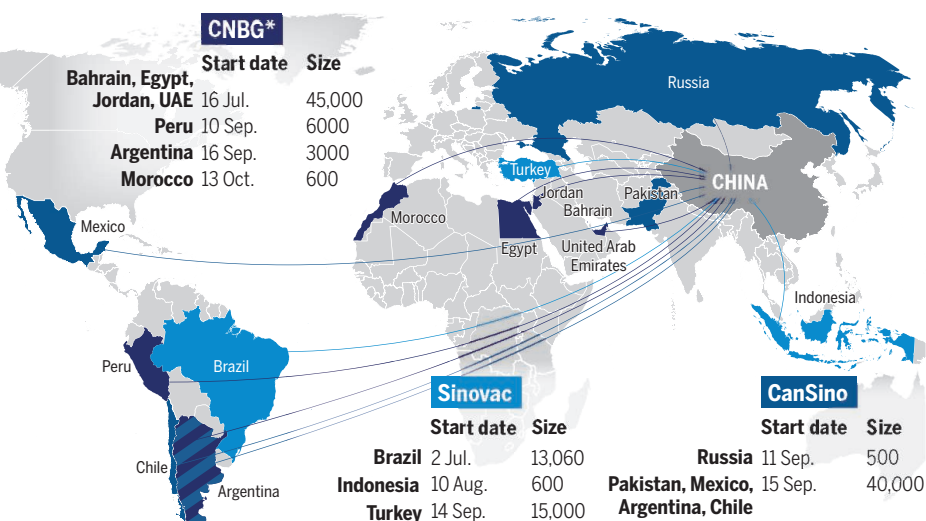 CNBG*
Start date Size
Bahrain, Egypt,
Jordan, UAE 16 Jul. 45,000
Peru 10 Sep. 6000
Argentina 16 Sep. 3000
Morocco 13 Oct. 600
Russia
Turkey
CHINA
Jordan
Pakistan
Bahrain
Morocco
Mexico
Egypt
United Arab
Emirates
Indonesia
Peru
Brazil
Chile
Argentina
Sinovac
Start date Size
Brazil 2 Jul. 13,060
Indonesia 10 Aug. 600
Turkey 14 Sep. 15,000
CanSino
Start date Size
Russia 11 Sep. 500
Pakistan, Mexico, 15 Sep. 40,000
Argentina, Chile